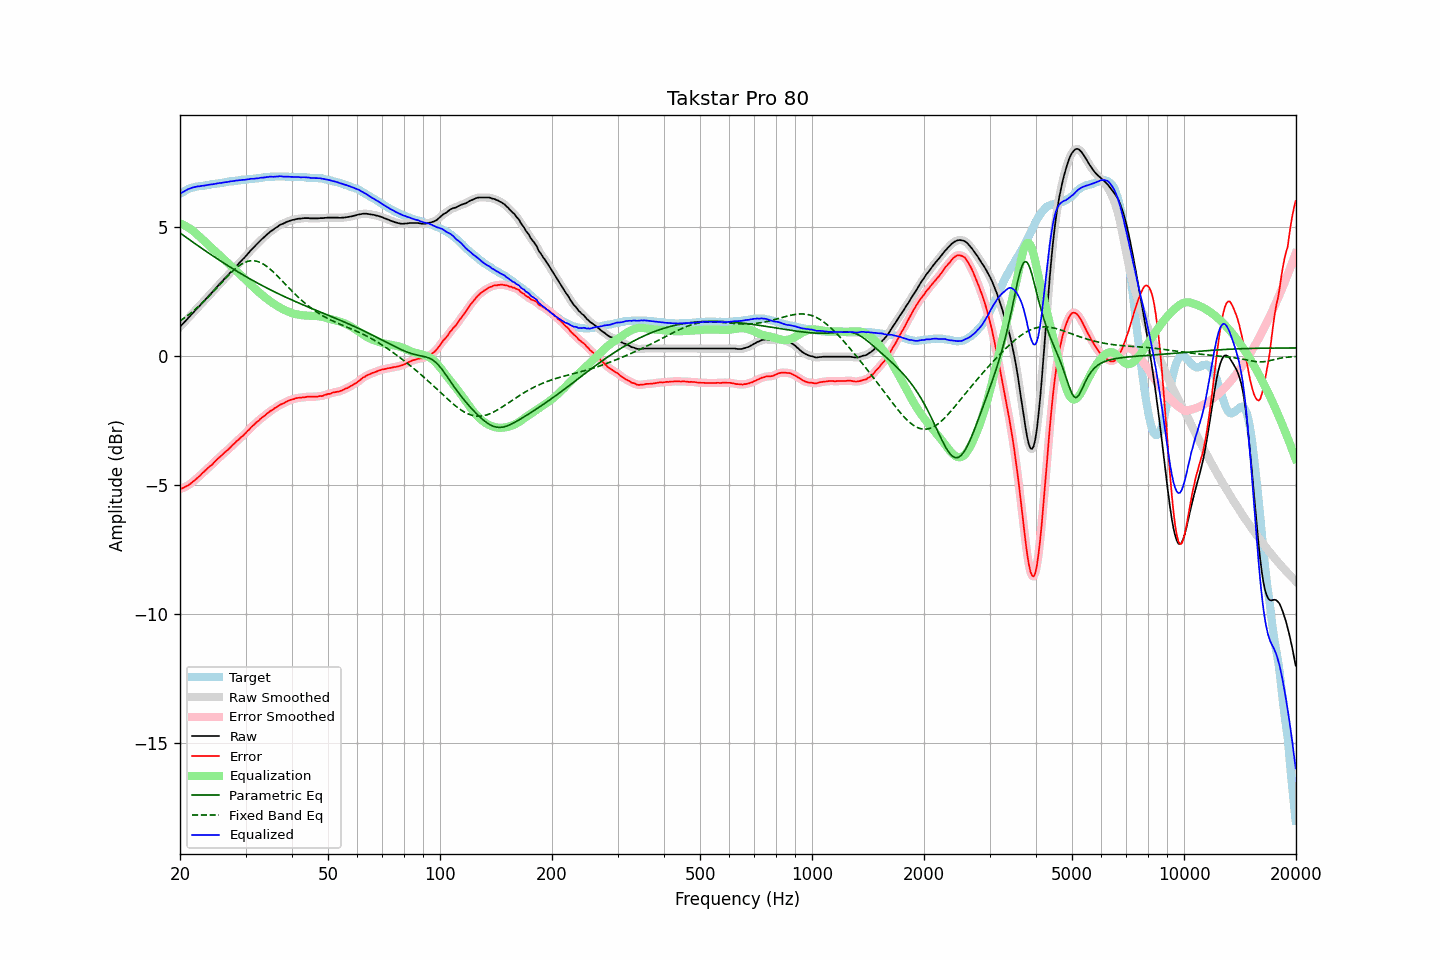 Takstar Pro 80
Amplitude (dBr)
5
0
−5
−10
−15
Target
Raw Smoothed
Error Smoothed
Raw
Error
Equalization
Parametric Eq
Fixed Band Eq
Equalized
20 50 100 200 500 1000 2000 5000 10000 20000
Frequency (Hz)